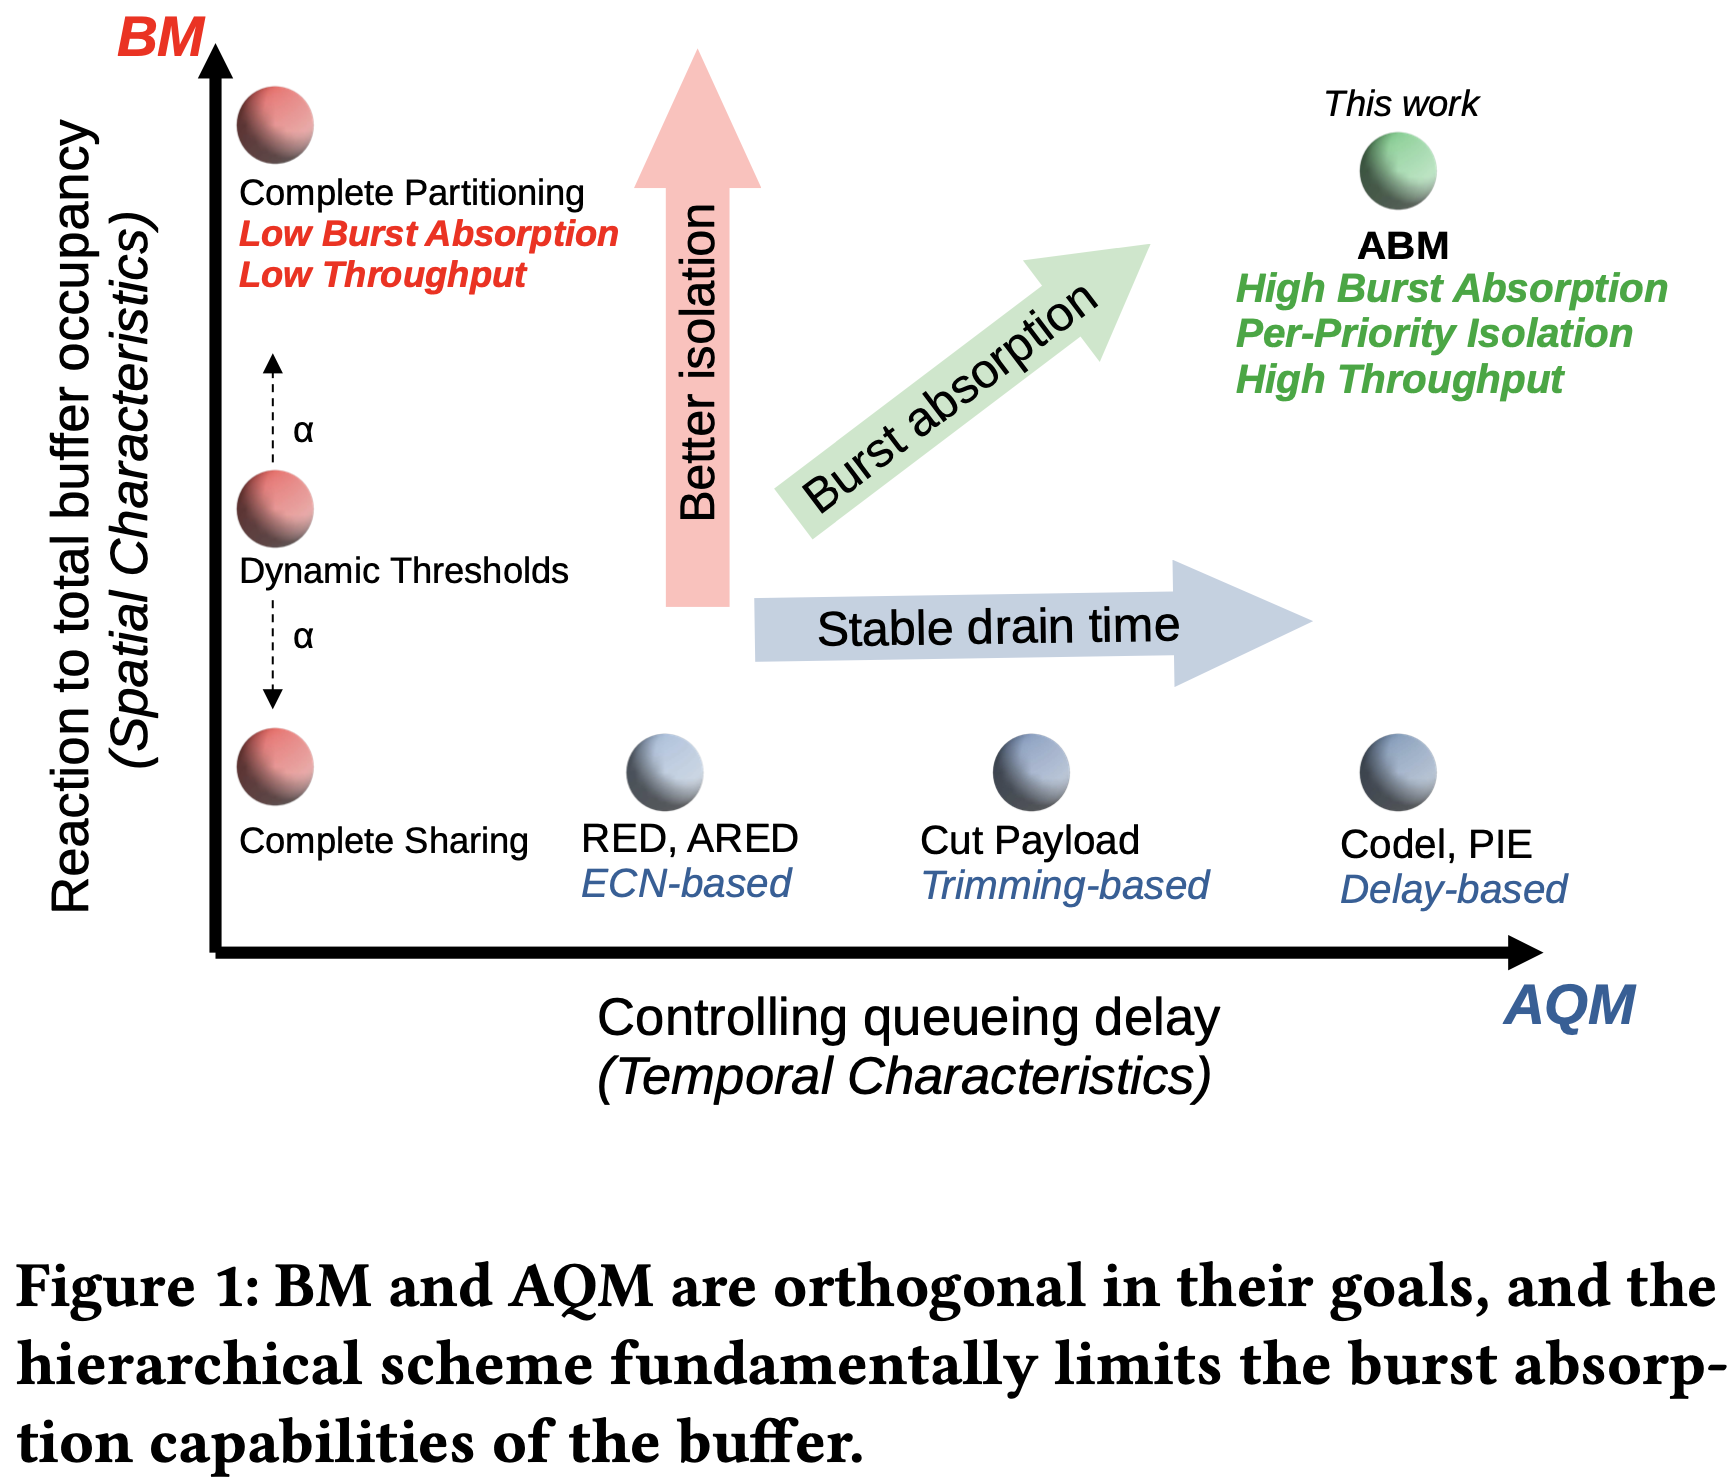 BM
Reaction to total buffer occupancy
(Spatial Characteristics)
Complete Partitioning
Low Burst Absorption
Low Throughput
α
Dynamic Thresholds
α
Complete Sharing
Better isolation
Burst absorption
Stable drain time
This work
ABM
High Burst Absorption
Per-Priority Isolation
High Throughput
RED, ARED
ECN-based
Cut Payload
Trimming-based
Codel, PIE
Delay-based
AQM
Controlling queueing delay
(Temporal Characteristics)
Figure 1: BM and AQM are orthogonal in their goals, and the
hierarchical scheme fundamentally limits the burst absorp-
tion capabilities of the buffer.